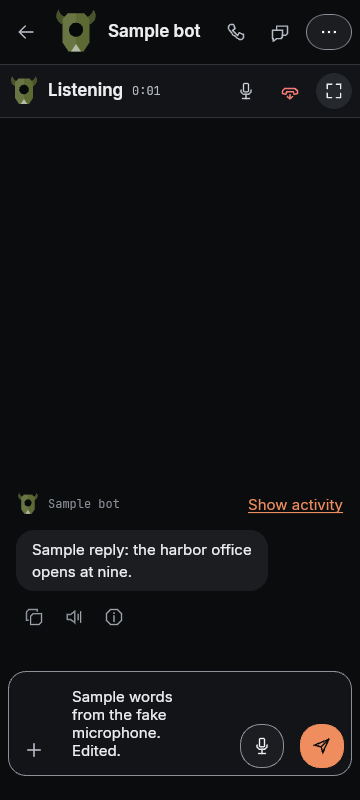 Sample bot
Listening 0:01
Sample bot
Show activity
Sample reply: the harbor office
opens at nine.
Sample words
from the fake
microphone.
Edited.